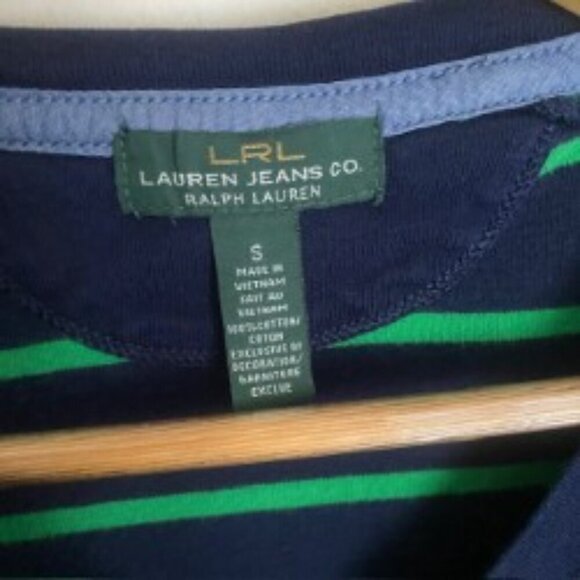 LRL
LAUREN JEANS CO.
RALPH LAUREN
S
MADE IN
VIETNAM
FAIT AU
VIETNAM
100% COTTON/
COTON
EXCLUSIVE OF
DECORATION/
GARNITURE
EXCLUE